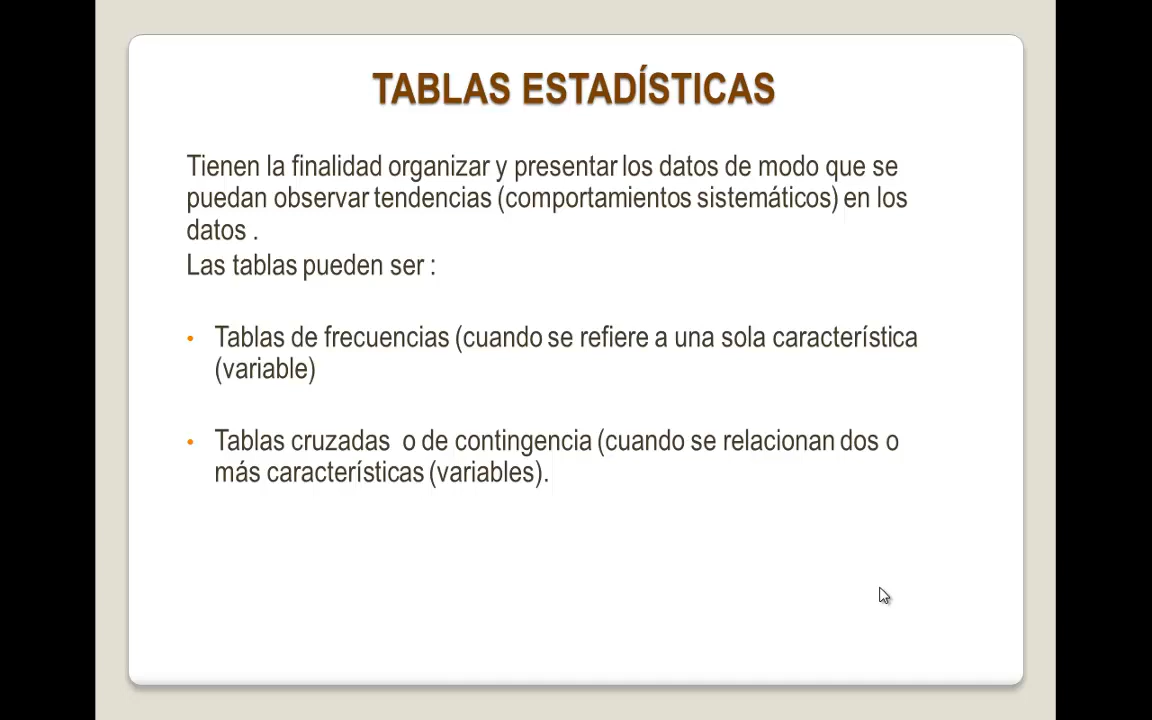 TABLAS ESTADÍSTICAS
Tienen la finalidad organizar y presentar los datos de modo que se
puedan observar tendencias (comportamientos sistemáticos) en los
datos .
Las tablas pueden ser :
• Tablas de frecuencias (cuando se refiere a una sola característica
(variable)
• Tablas cruzadas  o de contingencia (cuando se relacionan dos o
más características (variables).